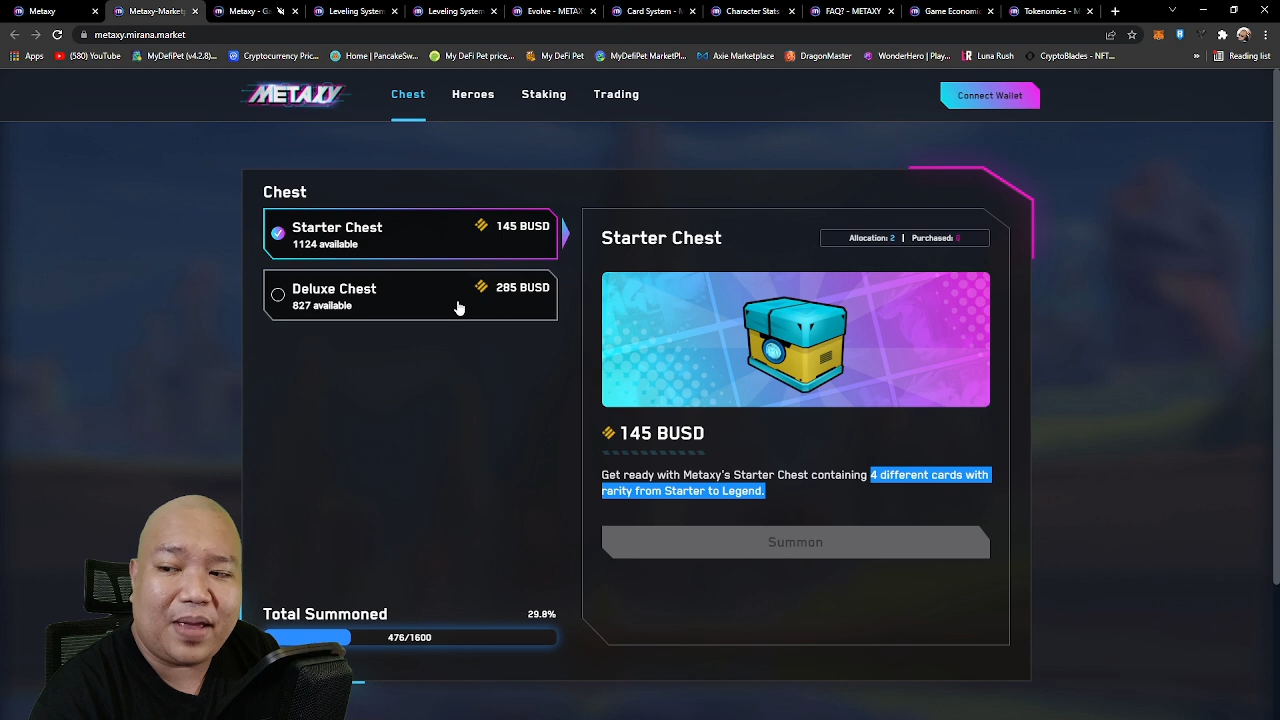 Metaxy
Metaxy-Marketp
Metaxy - Ga
Leveling System
Leveling System
Evolve - METAX
Card System - M
Character Stats
FAQ? - METAXY
Game Economic
Tokenomics - M
metaxy.mirana.market
Apps
(580) YouTube
MyDefiPet (v4.2.8)...
Cryptocurrency Pric...
Home | PancakeSw...
My DeFi Pet price,...
My DeFi Pet
MyDefiPet MarketPl...
Axie Marketplace
DragonMaster
WonderHero | Play...
Luna Rush
CryptoBlades - NFT...
»
Reading list
METAXY
Chest
Heroes
Staking
Trading
Connect Wallet
Chest
Starter Chest
145 BUSD
1124 available
Deluxe Chest
285 BUSD
827 available
Starter Chest
Allocation: 2 | Purchased: 0
145 BUSD
Get ready with Metaxy's Starter Chest containing 4 different cards with
rarity from Starter to Legend.
Summon
Total Summoned
29.8%
476/1600